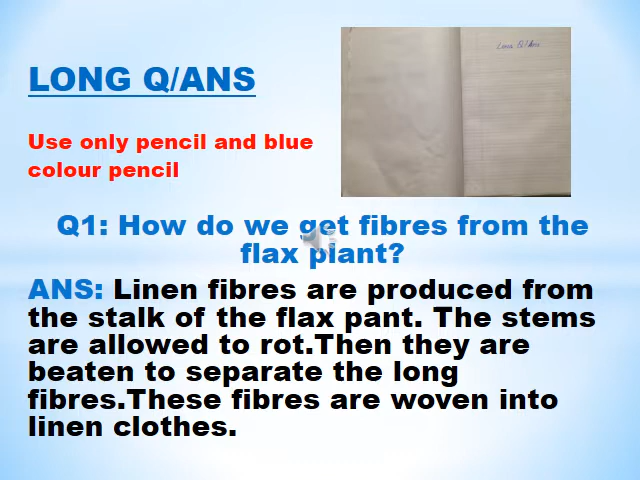 LONG Q/ANS
Long Q/Ans
Use only pencil and blue
colour pencil
Q1: How do we get fibres from the
flax plant?
ANS: Linen fibres are produced from
the stalk of the flax pant. The stems
are allowed to rot.Then they are
beaten to separate the long
fibres.These fibres are woven into
linen clothes.